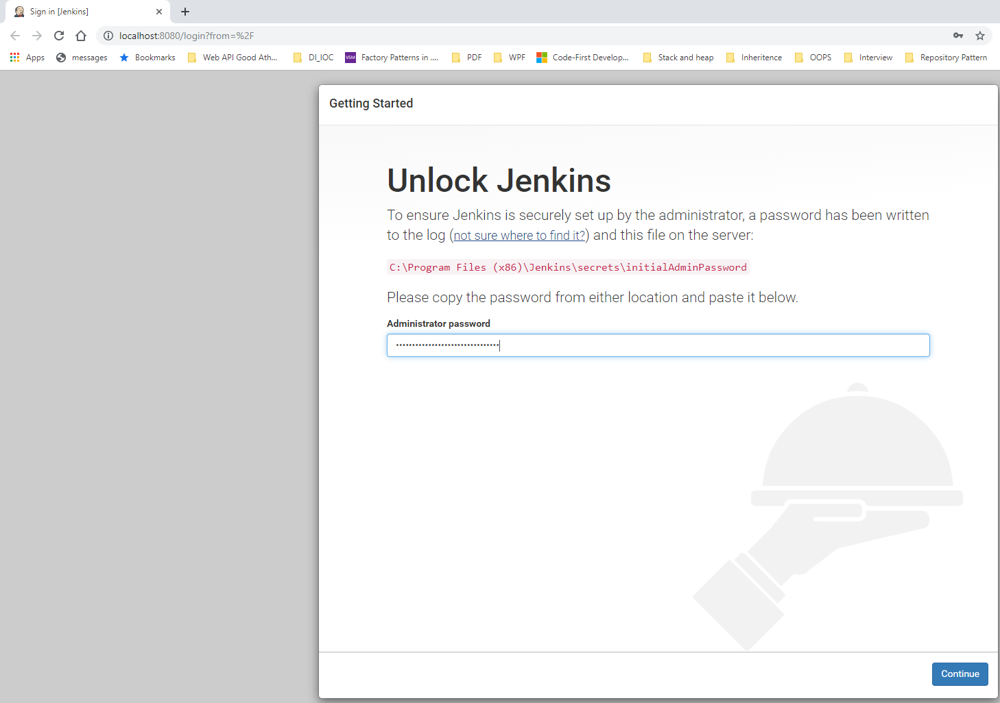 Sign in [Jenkins]
localhost:8080/login?from=%2F
Apps messages Bookmarks Web API Good Ath... DI_IOC VSM Factory Patterns in .... PDF WPF Code-First Develop... Stack and heap Inheritence OOPS Interview Repository Pattern
Getting Started
Unlock Jenkins
To ensure Jenkins is securely set up by the administrator, a password has been written
to the log (not sure where to find it?) and this file on the server:
C:\Program Files (x86)\Jenkins\secrets\initialAdminPassword
Please copy the password from either location and paste it below.
Administrator password
Continue